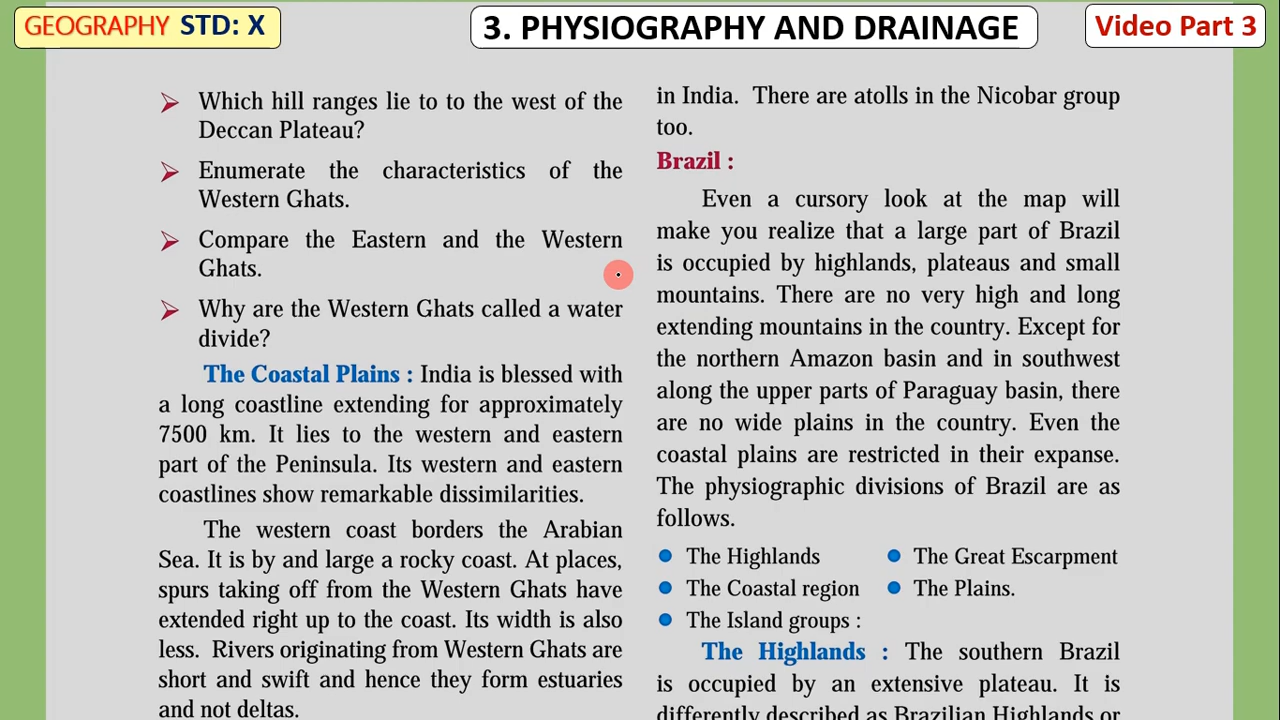 GEOGRAPHY STD: X
3. PHYSIOGRAPHY AND DRAINAGE
Video Part 3
Which hill ranges lie to to the west of the
Deccan Plateau?
Enumerate the characteristics of the
Western Ghats.
Compare the Eastern and the Western
Ghats.
Why are the Western Ghats called a water
divide?
The Coastal Plains : India is blessed with
a long coastline extending for approximately
7500 km. It lies to the western and eastern
part of the Peninsula. Its western and eastern
coastlines show remarkable dissimilarities.
The western coast borders the Arabian
Sea. It is by and large a rocky coast. At places,
spurs taking off from the Western Ghats have
extended right up to the coast. Its width is also
less. Rivers originating from Western Ghats are
short and swift and hence they form estuaries
and not deltas.
in India. There are atolls in the Nicobar group
too.
Brazil :
Even a cursory look at the map will
make you realize that a large part of Brazil
is occupied by highlands, plateaus and small
mountains. There are no very high and long
extending mountains in the country. Except for
the northern Amazon basin and in southwest
along the upper parts of Paraguay basin, there
are no wide plains in the country. Even the
coastal plains are restricted in their expanse.
The physiographic divisions of Brazil are as
follows.
The Highlands
The Great Escarpment
The Coastal region
The Plains.
The Island groups :
The Highlands : The southern Brazil
is occupied by an extensive plateau. It is
differently described as Brazilian Highlands or